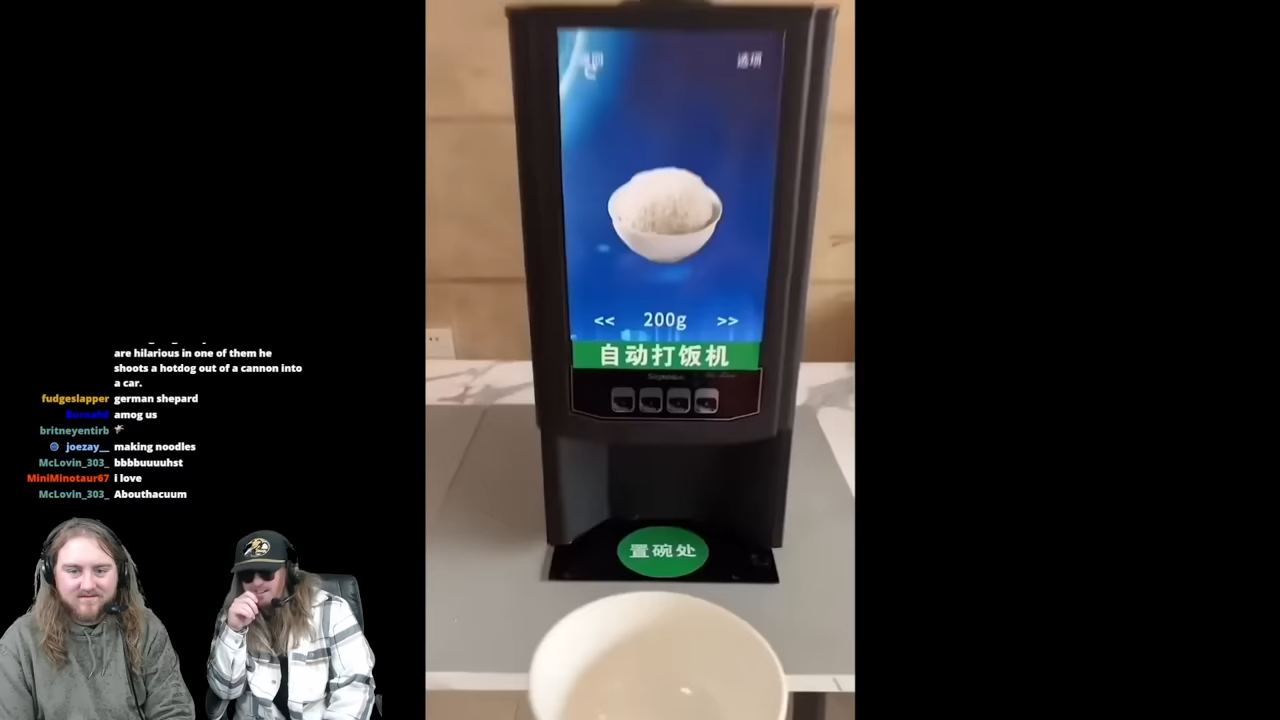 选项
<< 200g >>
自动打饭机
置碗处
are hilarious in one of them he
shoots a hotdog out of a cannon into
a car.
fudgeslapper german shepard
amog us
britneyentirb
joezay__ making noodles
McLovin_303_ bbbbuuuuhst
MiniMinotaur67 i love
McLovin_303_ Abouthacuum